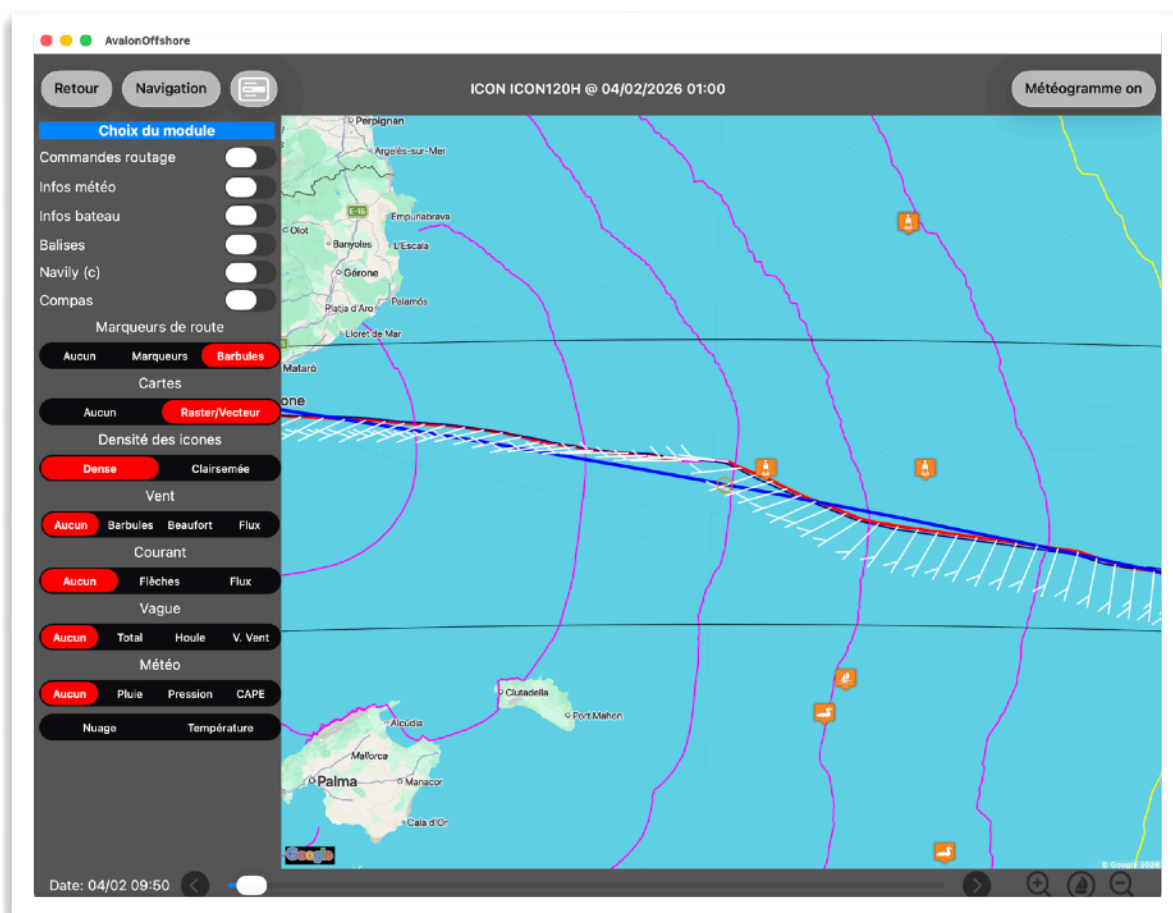 AvalonOffshore
Retour Navigation ICON ICON120H @ 04/02/2026 01:00 Météogramme on
Choix du module
Commandes routage
Infos météo
Infos bateau
Balises
Navily (c)
Compas
Marqueurs de route
Aucun Marqueurs Barbules
Cartes
Aucun Raster/Vecteur
Densité des icones
Dense Clairsemée
Vent
Aucun Barbules Beaufort Flux
Courant
Aucun Flèches Flux
Vague
Aucun Total Houle V. Vent
Météo
Aucun Pluie Pression CAPE
Nuage Température
Perpignan
Argelès-sur-Mer
E-15
Empuriabrava
Olot
Banyoles L'Escala
Gérone
Platja d'Aro Palamós
Lloret de Mar
Mataró
one
Ciutadella
Port Mahon
Alcúdia
Mallorca
Palma Manacor
Cala d'Or
Google
© Google 2026
Date: 04/02 09:50